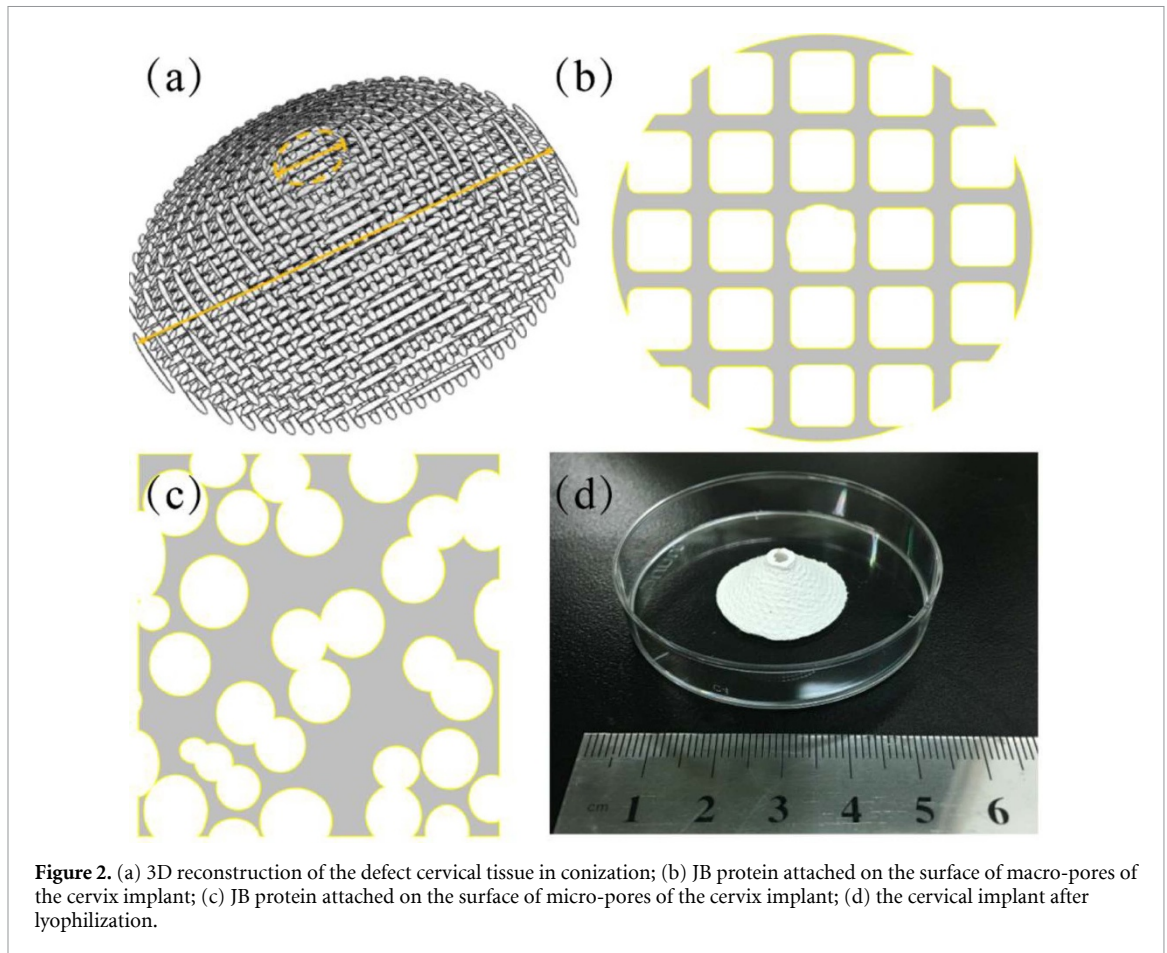 (a)
(b)
(c)
(d)
cm 1 2 3 4 5 6
Figure 2. (a) 3D reconstruction of the defect cervical tissue in conization; (b) JB protein attached on the surface of macro-pores of
the cervix implant; (c) JB protein attached on the surface of micro-pores of the cervix implant; (d) the cervical implant after
lyophilization.